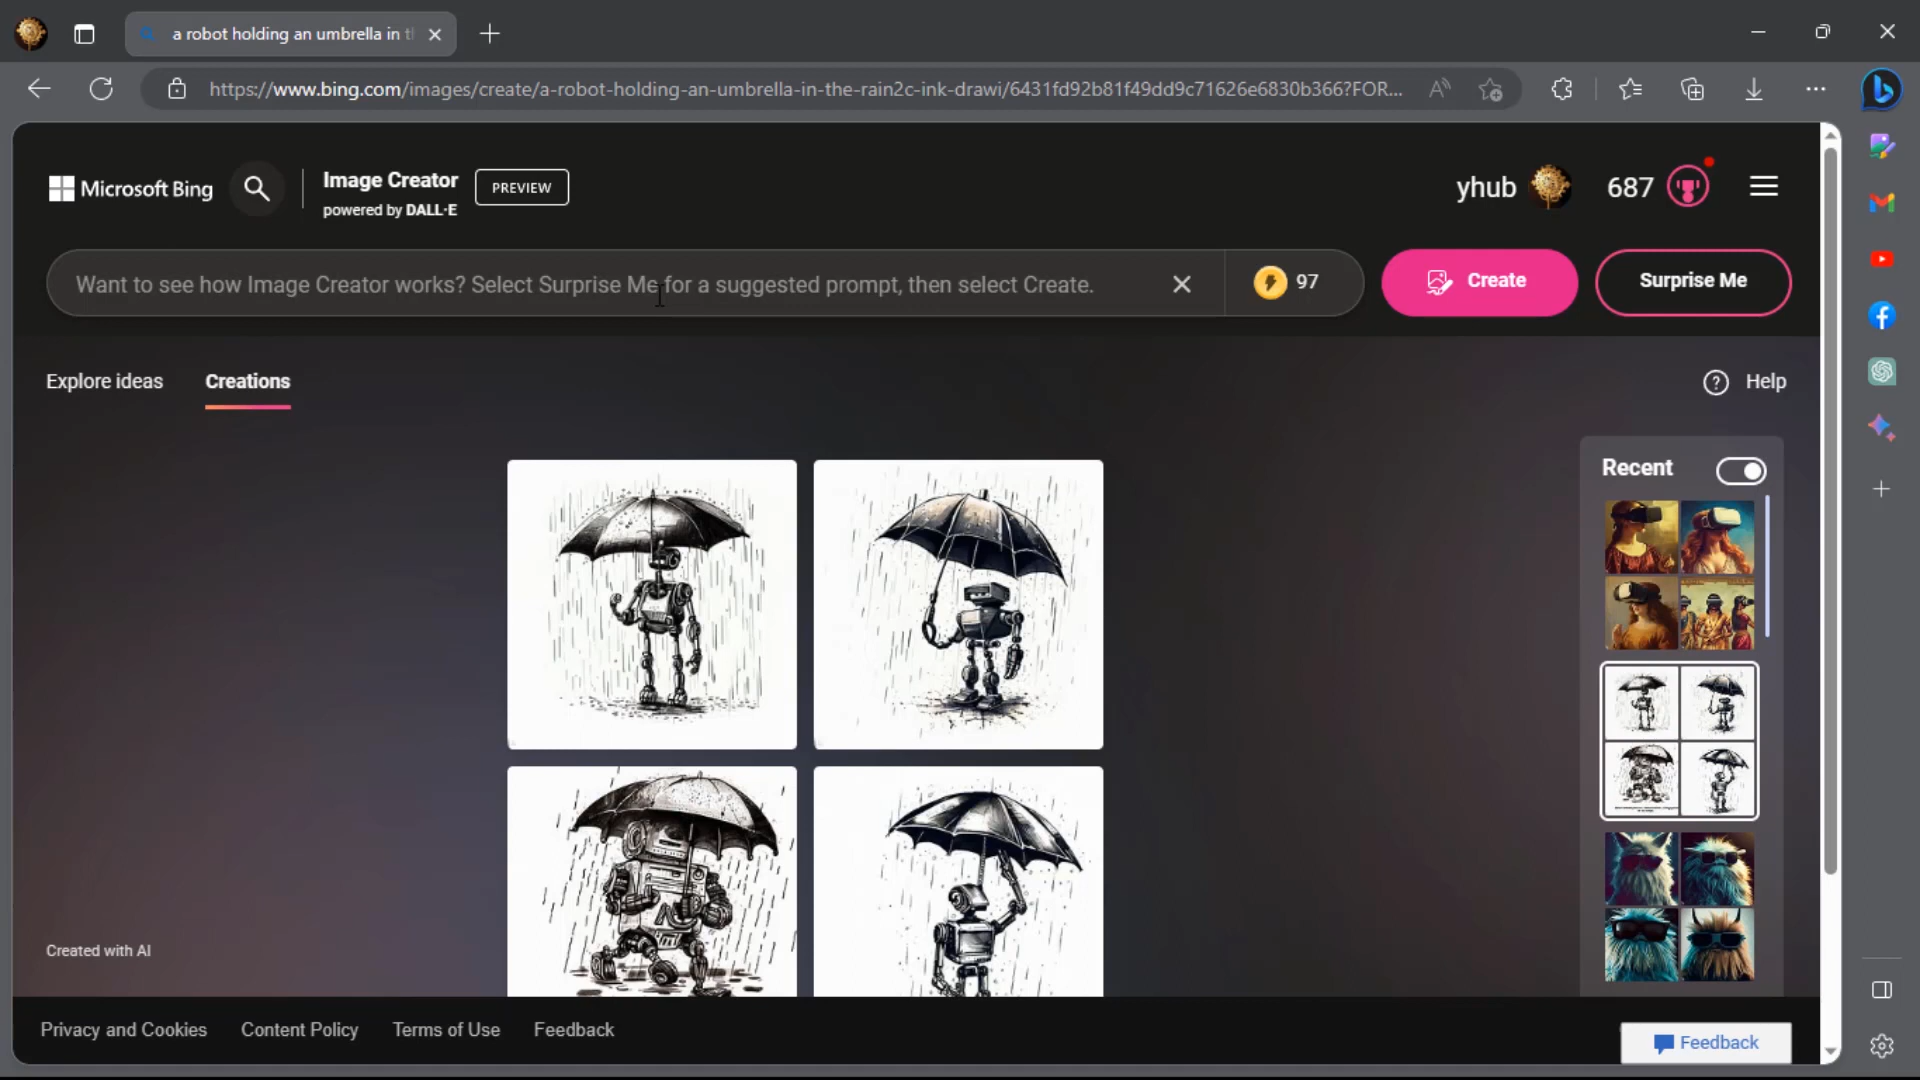 a robot holding an umbrella in t
https://www.bing.com/images/create/a-robot-holding-an-umbrella-in-the-rain2c-ink-drawi/6431fd92b81f49dd9c71626e6830b366?FOR...
Microsoft Bing
Image Creator
powered by DALL·E
PREVIEW
yhub
687
Want to see how Image Creator works? Select Surprise Me for a suggested prompt, then select Create.
97
Create
Surprise Me
Explore ideas
Creations
Help
Recent
Created with AI
Privacy and Cookies
Content Policy
Terms of Use
Feedback
Feedback